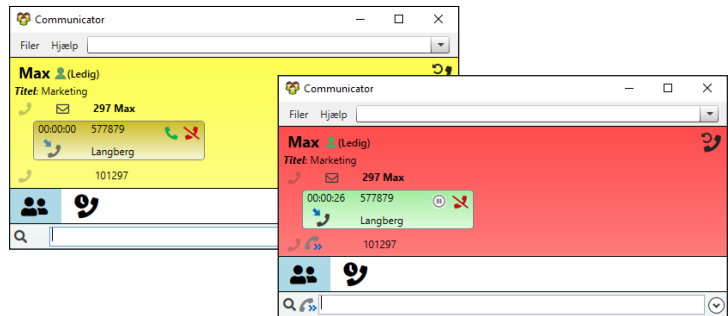 Communicator
Filer Hjælp
Max (Ledig)
Titel: Marketing
297 Max
00:00:00 577879
Langberg
101297
Communicator
Filer Hjælp
Max (Ledig)
Titel: Marketing
297 Max
00:00:26 577879
Langberg
101297